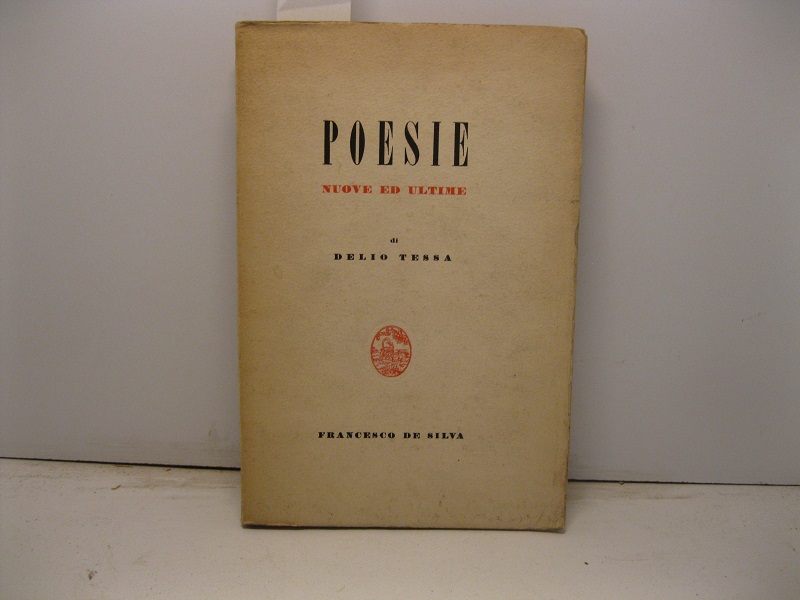 POESIE
NUOVE ED ULTIME
di
DELIO TESSA
FRANCESCO DE SILVA